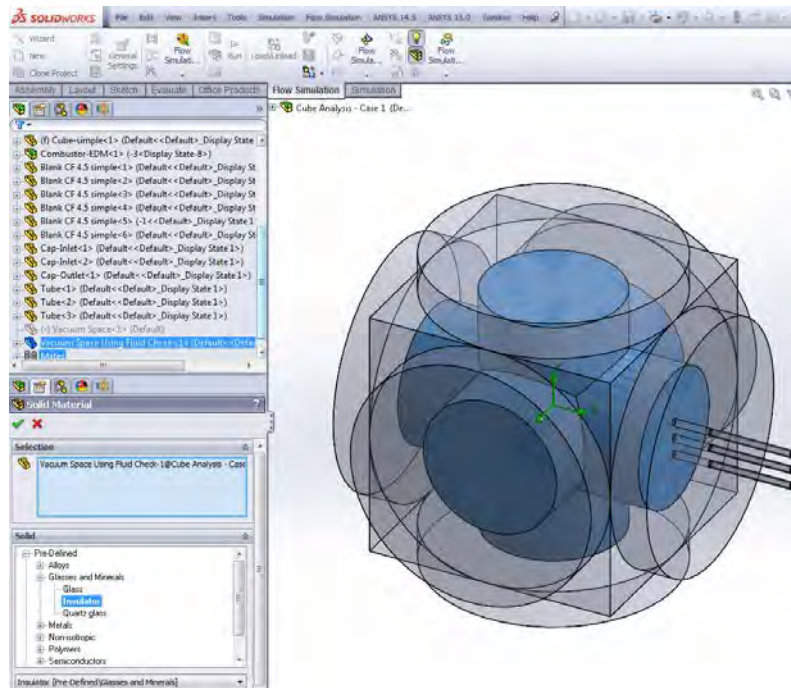 SOLIDWORKS File Edit View Insert Tools Simulation Flow Simulation ANSYS 14.5 ANSYS 15.0 Window Help
Wizard
New
Clone Project
General Settings
Flow Simulati...
Run
Load/Unload
Flow Simula...
Flow Simulati...
Assembly Layout Sketch Evaluate Office Products Flow Simulation Simulation
Cube Analysis - Case 1 (De...
(f) Cube-simple<1> (Default<<Default>_Display State
Combustor-EDM<1> (-3<Display State-8>)
Blank CF 4.5 simple<1> (Default<<Default>_Display St
Blank CF 4.5 simple<2> (Default<<Default>_Display St
Blank CF 4.5 simple<3> (Default<<Default>_Display St
Blank CF 4.5 simple<4> (Default<<Default>_Display St
Blank CF 4.5 simple<5> (-1<<Default>_Display State 1
Blank CF 4.5 simple<6> (Default<<Default>_Display St
Cap-Inlet<1> (Default<<Default>_Display State 1>)
Cap-Inlet<2> (Default<<Default>_Display State 1>)
Cap-Outlet<1> (Default<<Default>_Display State 1>)
Tube<1> (Default<<Default>_Display State 1>)
Tube<2> (Default<<Default>_Display State 1>)
Tube<3> (Default<<Default>_Display State 1>)
(-) Vacuum Space<1> (Default)
Vacuum Space Using Fluid Check<1> (Default<<Defau
Mates
Solid Material ?
Selection
Vacuum Space Using Fluid Check-1@Cube Analysis - Case
Solid
Pre-Defined
Alloys
Glasses and Minerals
Glass
Insulator
Quartz glass
Metals
Non-isotropic
Polymers
Semiconductors
Insulator [Pre-Defined\Glasses and Minerals]